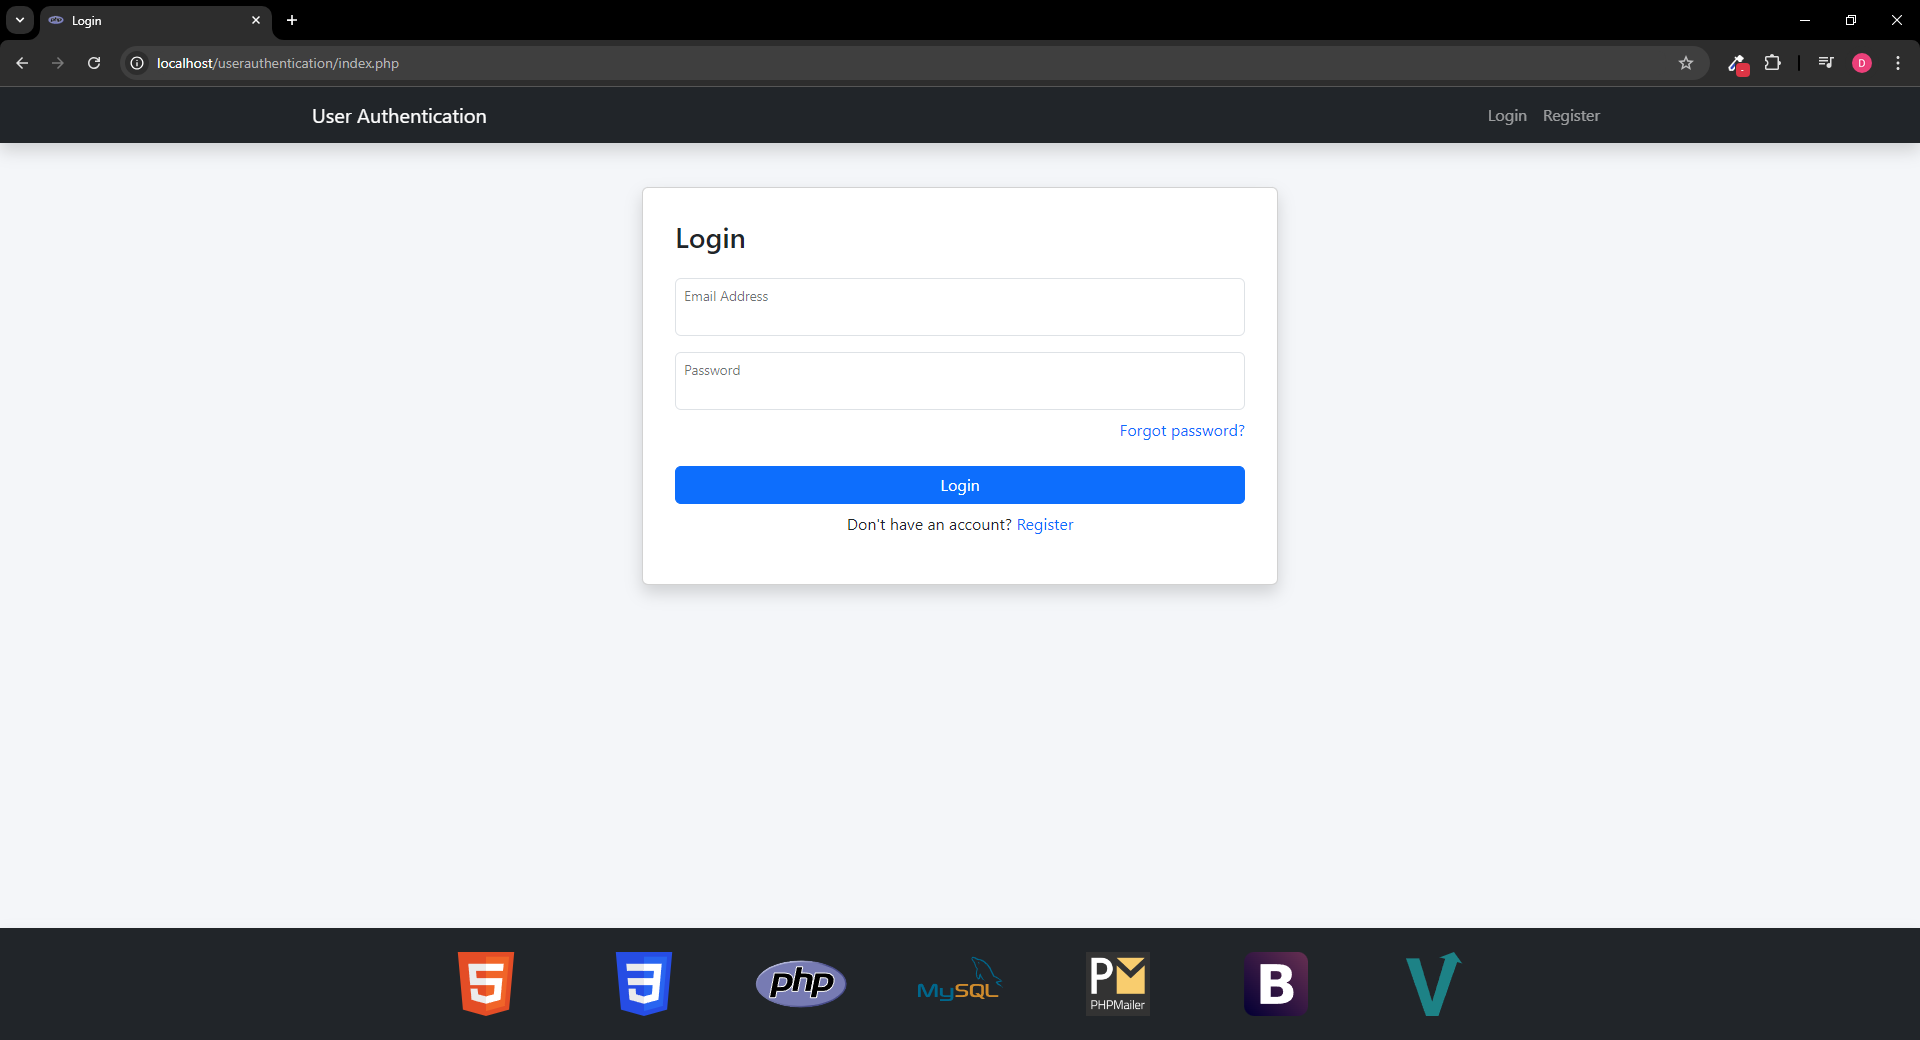 Login
localhost/userauthentication/index.php
D
User Authentication
Login Register
Login
Email Address
Password
Forgot password?
Login
Don't have an account? Register
5
3
php
MySQL
PM
PHPMailer
B
V